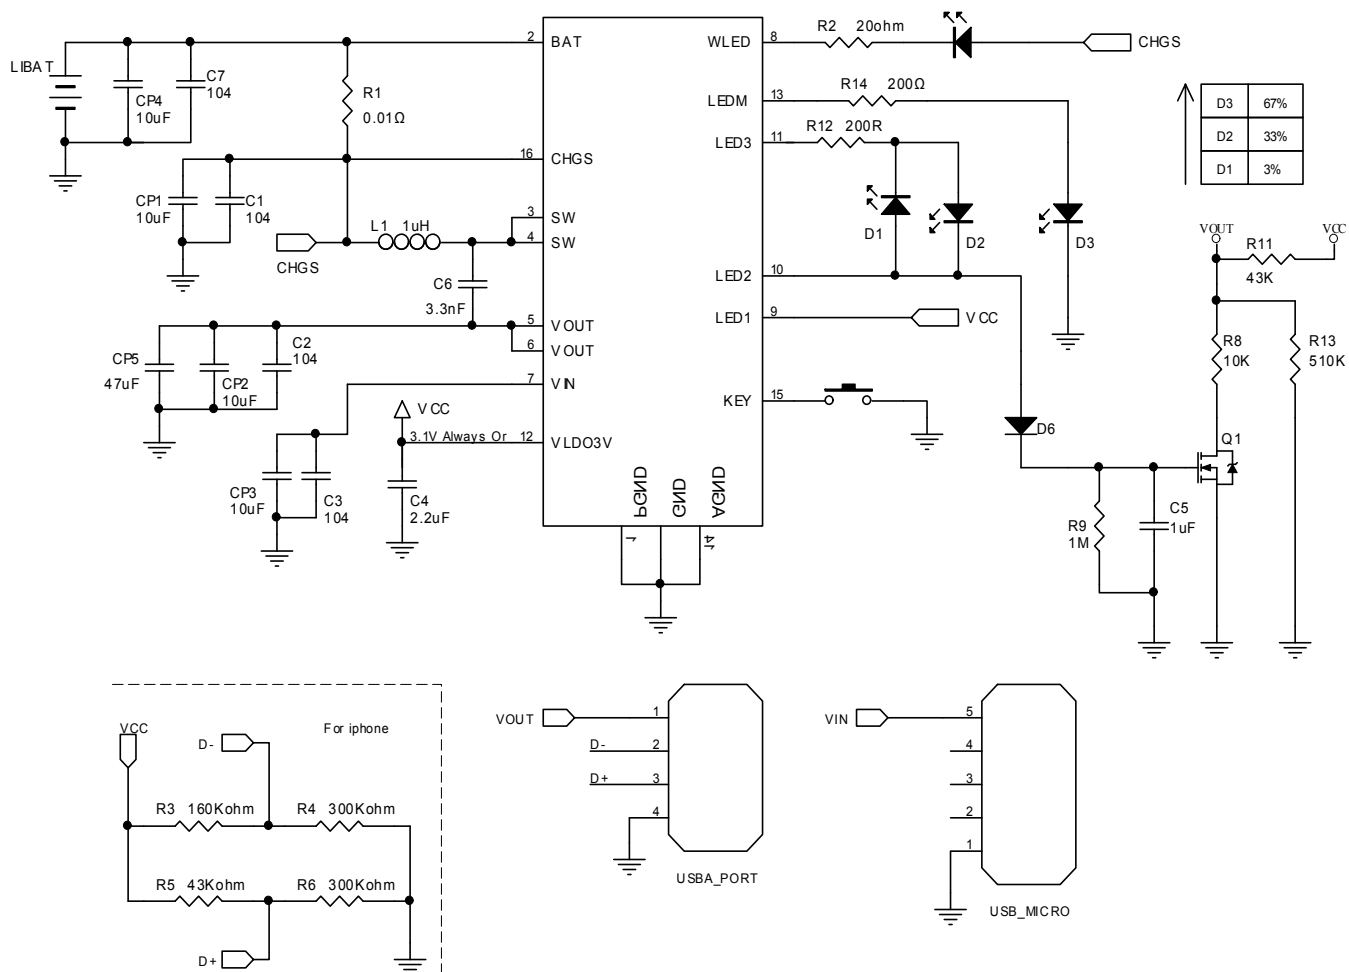 LIBAT
CP4
10uF
C7
104
R1
0.01Ω
2
BAT
16
CHGS
CP1
10uF
C1
104
CHGS
L1 1uH
3
SW
4
SW
C6
3.3nF
5
VOUT
6
VOUT
CP5
47uF
CP2
10uF
C2
104
7
VIN
VCC
3.1V Always Or
12
VLDO3V
CP3
10uF
C3
104
C4
2.2uF
PGND
GND
AGND
1
14
WLED
8
R2 20ohm
CHGS
LEDM
13
R14 200Ω
LED3
11
R12 200R
D1
D2
D3
LED2
10
LED1
9
VCC
KEY
15
D6
R9
1M
C5
1uF
Q1
D3 67%
D2 33%
D1 3%
VOUT
VCC
R11
43K
R8
10K
R13
510K
VCC
For iphone
D-
R3 160Kohm
R4 300Kohm
R5 43Kohm
R6 300Kohm
D+
VOUT
1
D-
2
D+
3
4
USBA_PORT
VIN
5
4
3
2
1
USB_MICRO